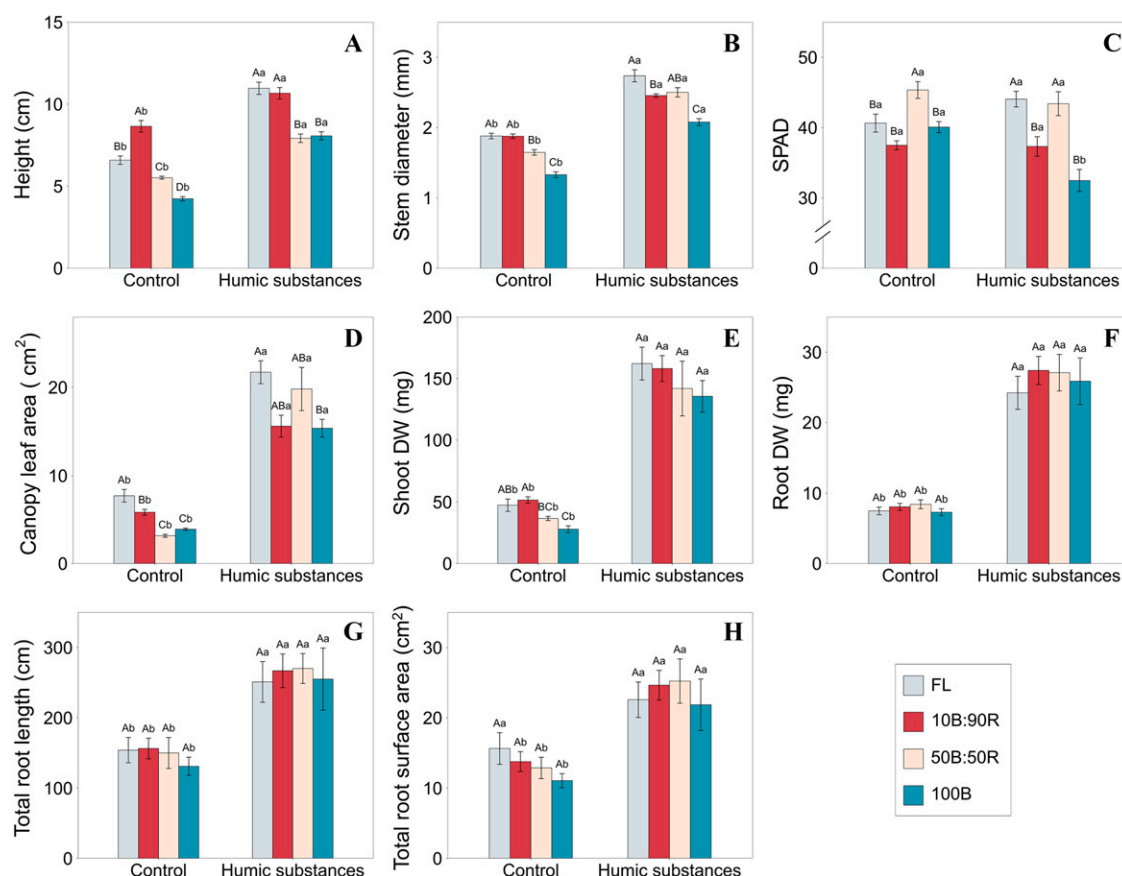 A
Height (cm)
15
10
5
0
Bb
Ab
Cb
Db
Aa
Aa
Ba
Ba
Control
Humic substances
B
Stem diameter (mm)
3
2
1
0
Ab
Ab
Bb
Cb
Aa
Ba
ABa
Ca
Control
Humic substances
C
SPAD
50
40
30
0
Ba
Ba
Aa
Ba
Aa
Ba
Aa
Bb
Control
Humic substances
D
Canopy leaf area ( cm²)
20
10
0
Ab
Bb
Cb
Cb
Aa
ABa
ABa
Ba
Control
Humic substances
E
Shoot DW (mg)
200
150
100
50
0
ABb
Ab
BCb
Cb
Aa
Aa
Aa
Aa
Control
Humic substances
F
Root DW (mg)
30
20
10
0
Ab
Ab
Ab
Ab
Aa
Aa
Aa
Aa
Control
Humic substances
G
Total root length (cm)
300
200
100
0
Ab
Ab
Ab
Ab
Aa
Aa
Aa
Aa
Control
Humic substances
H
Total root surface area (cm²)
30
20
10
0
Aa
Ab
Ab
Ab
Aa
Aa
Aa
Aa
Control
Humic substances
FL
10B:90R
50B:50R
100B